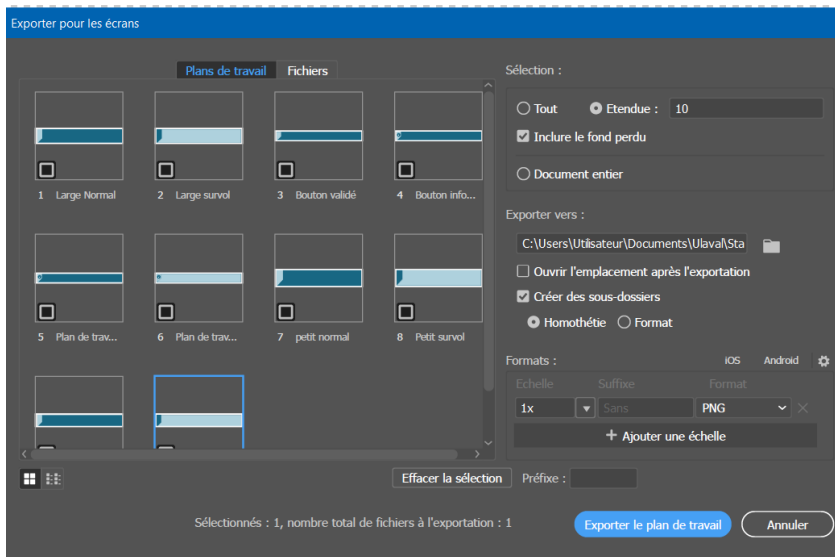 Exporter pour les écrans
Plans de travail
Fichiers
1 Large Normal
2 Large survol
3 Bouton validé
4 Bouton info...
5 Plan de trav...
6 Plan de trav...
7 petit normal
8 Petit survol
Effacer la sélection
Sélection :
Tout
Etendue :
10
Inclure le fond perdu
Document entier
Exporter vers :
C:\Users\Utilisateur\Documents\Ulaval\Sta
Ouvrir l'emplacement après l'exportation
Créer des sous-dossiers
Homothétie
Format
Formats :
iOS
Android
Echelle
Suffixe
Format
1x
Sans
PNG
+ Ajouter une échelle
Préfixe :
Sélectionnés : 1, nombre total de fichiers à l'exportation : 1
Exporter le plan de travail
Annuler